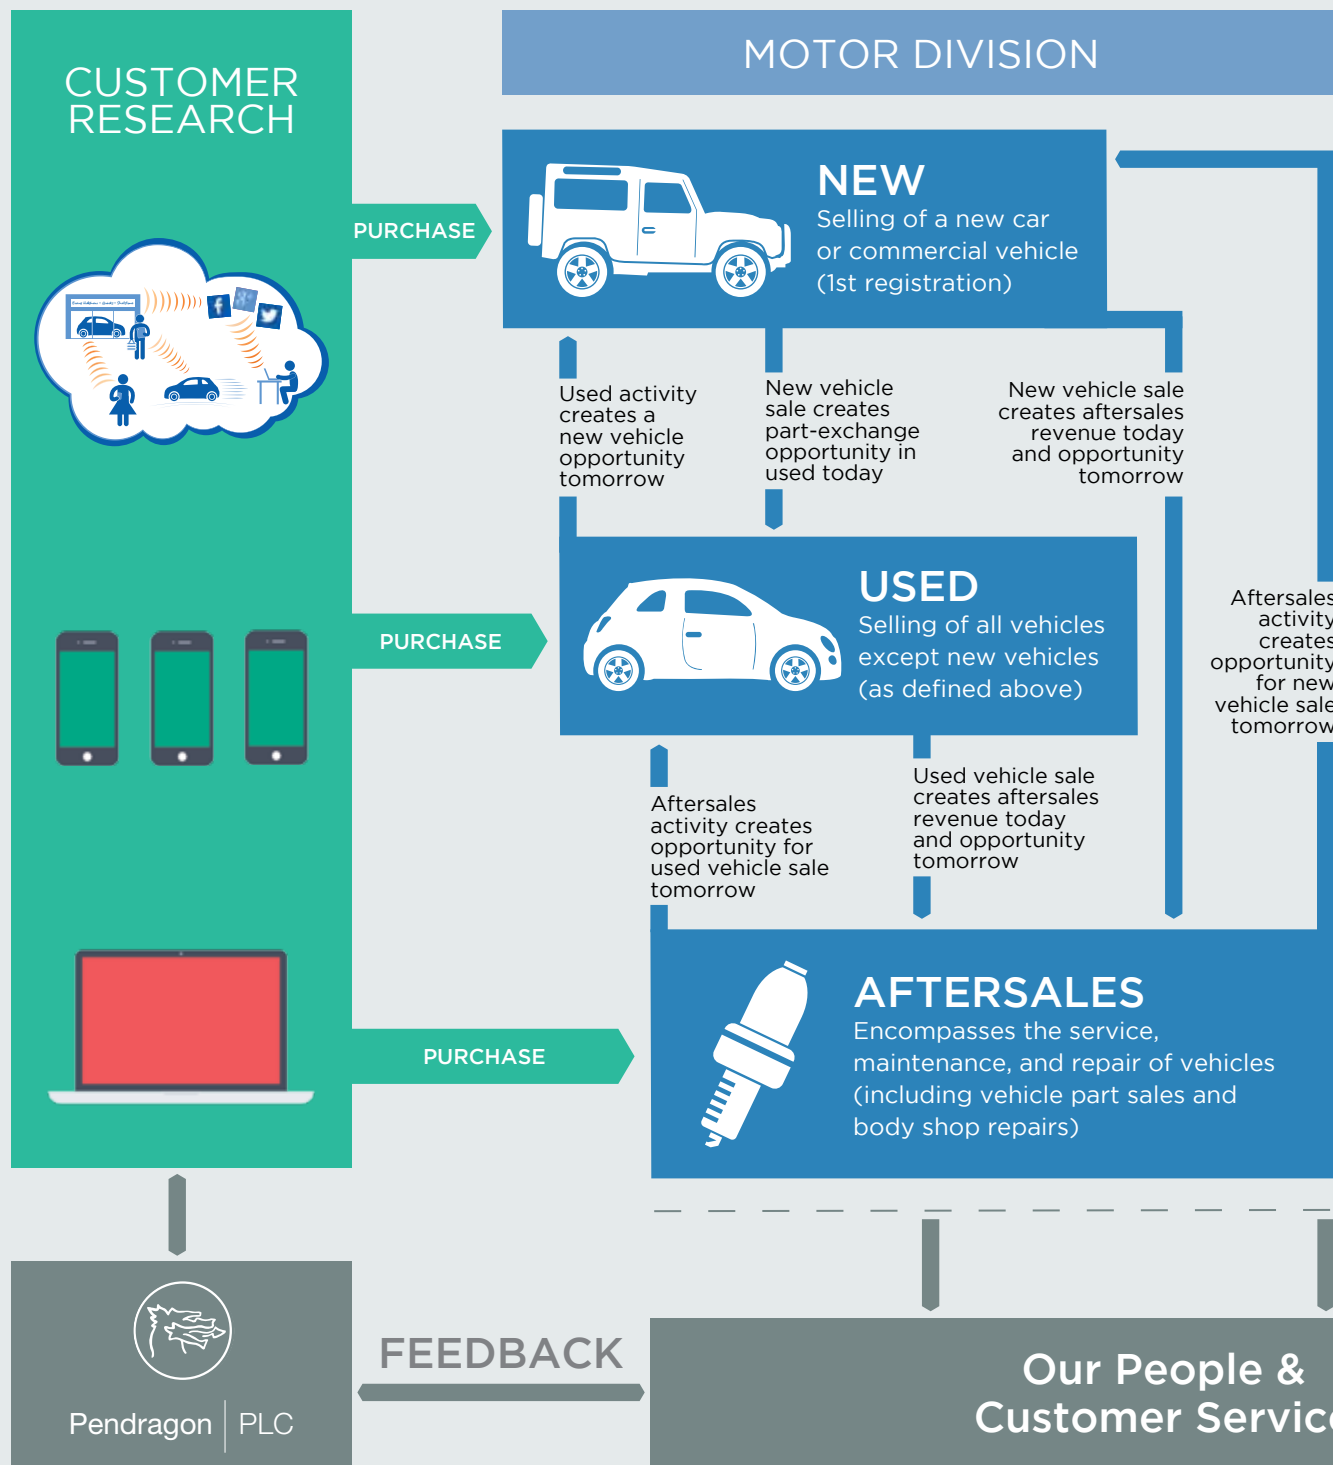 CUSTOMER
RESEARCH
MOTOR DIVISION
PURCHASE
NEW
Selling of a new car
or commercial vehicle
(1st registration)
Used activity
creates a
new vehicle
opportunity
tomorrow
New vehicle
sale creates
part-exchange
opportunity in
used today
New vehicle sale
creates aftersales
revenue today
and opportunity
tomorrow
PURCHASE
USED
Selling of all vehicles
except new vehicles
(as defined above)
Aftersales
activity
creates
opportunity
for new
vehicle sale
tomorrow
Aftersales
activity creates
opportunity for
used vehicle sale
tomorrow
Used vehicle sale
creates aftersales
revenue today
and opportunity
tomorrow
PURCHASE
AFTERSALES
Encompasses the service,
maintenance, and repair of vehicles
(including vehicle part sales and
body shop repairs)
FEEDBACK
Pendragon PLC
Our People &
Customer Service